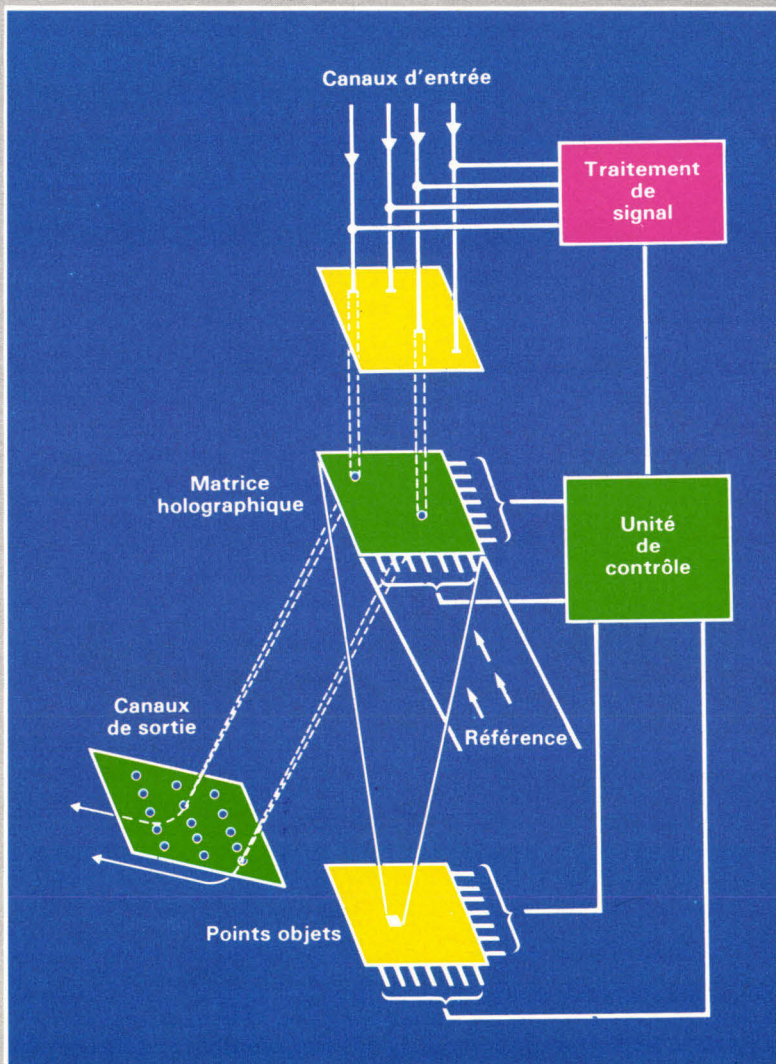 Canaux d'entrée
Traitement
de
signal
Matrice
holographique
Unité
de
contrôle
Canaux
de sortie
Référence
Points objets